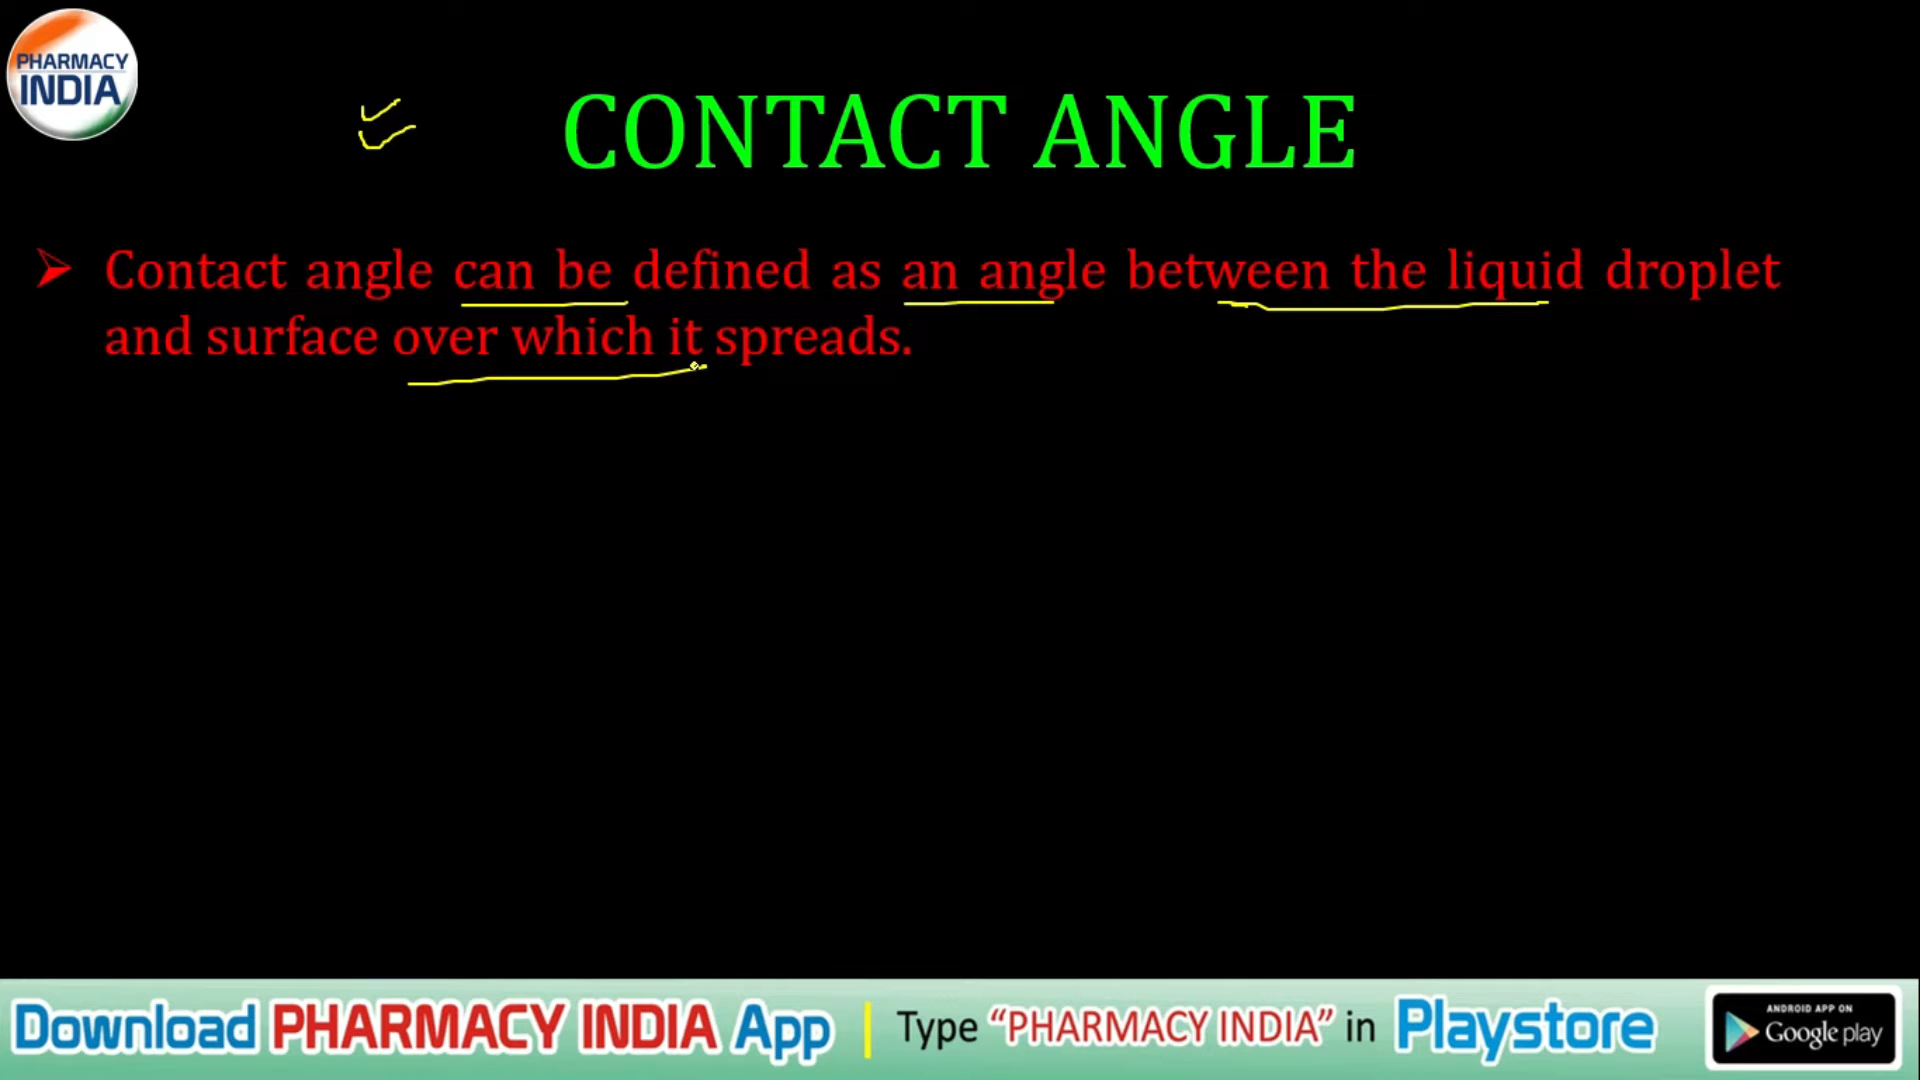 PHARMACY
INDIA
CONTACT ANGLE
Contact angle can be defined as an angle between the liquid droplet
and surface over which it spreads.
Download PHARMACY INDIA App | Type “PHARMACY INDIA” in Playstore
ANDROID APP ON
Google play